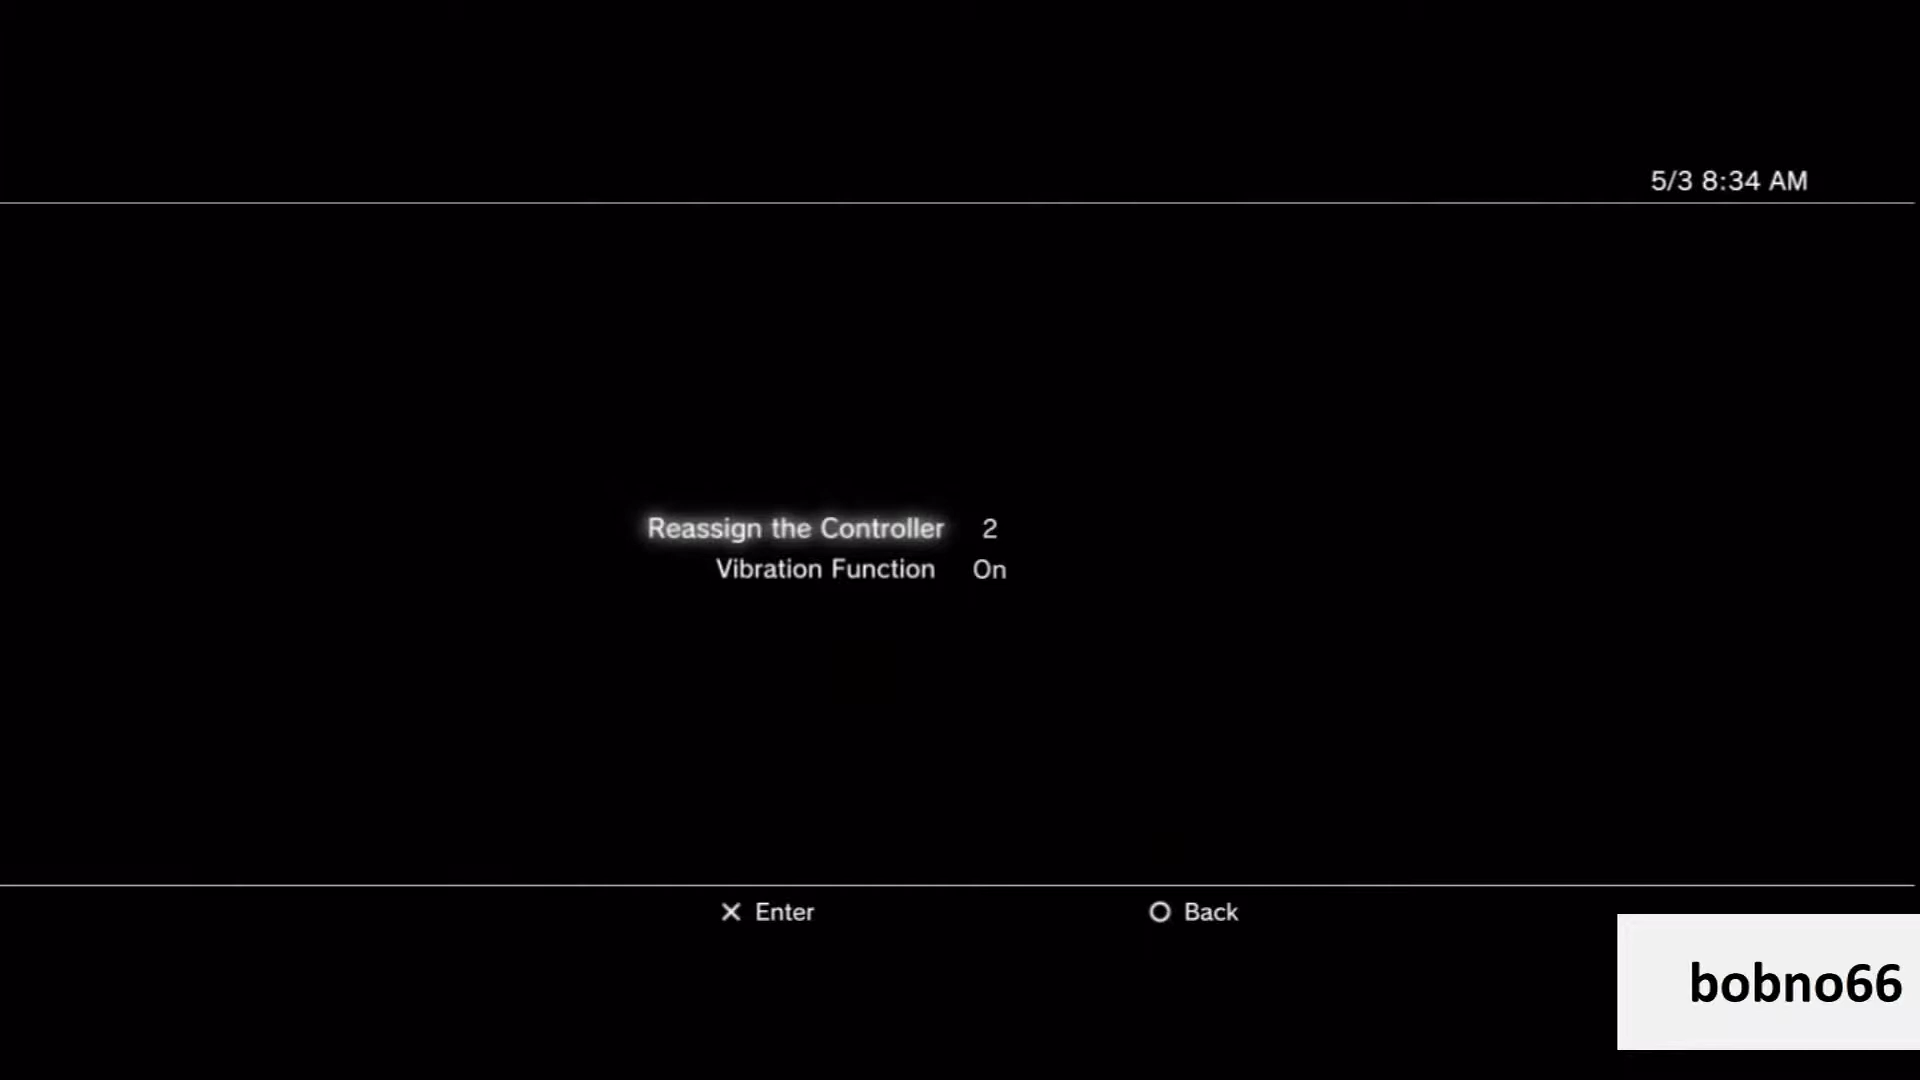 5/3 8:34 AM
Reassign the Controller 2
Vibration Function On
X Enter
O Back
bobno66